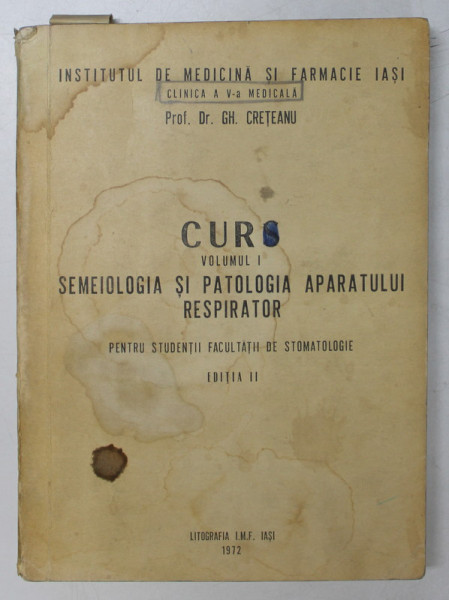 INSTITUTUL DE MEDICINĂ ȘI FARMACIE IAȘI
CLINICA A V-a MEDICALĂ
Prof. Dr. GH. CREȚEANU
CURS
VOLUMUL I
SEMEIOLOGIA ȘI PATOLOGIA APARATULUI
RESPIRATOR
PENTRU STUDENȚII FACULTĂȚII DE STOMATOLOGIE
EDIȚIA II
LITOGRAFIA I.M.F. IAȘI
1972